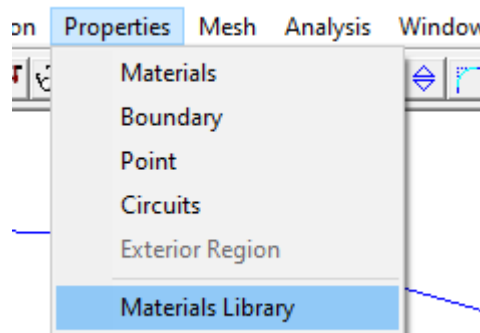 on Properties Mesh Analysis Window
Materials
Boundary
Point
Circuits
Exterior Region
Materials Library